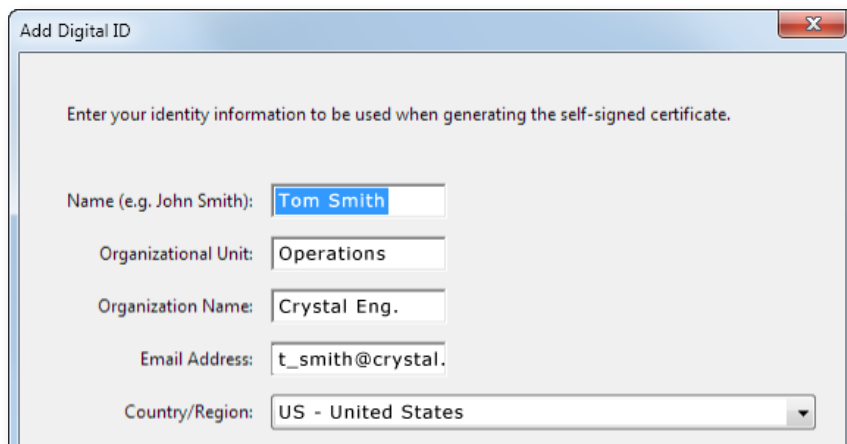 Add Digital ID
Enter your identity information to be used when generating the self-signed certificate.
Name (e.g. John Smith): Tom Smith
Organizational Unit: Operations
Organization Name: Crystal Eng.
Email Address: t_smith@crystal.
Country/Region: US - United States